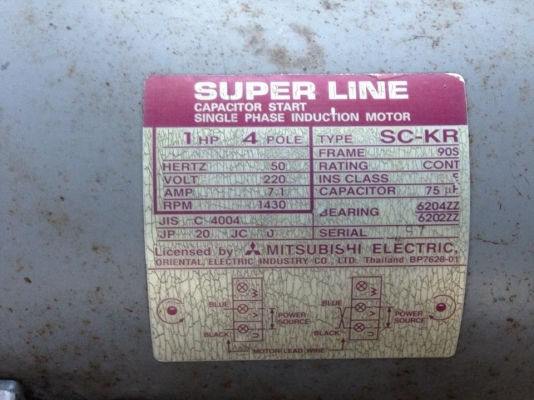 SUPER LINE
CAPACITOR START
SINGLE PHASE INDUCTION MOTOR
1 HP 4 POLE TYPE SC-KR
FRAME 90S
HERTZ 50 RATING CONT
VOLT 220 INS CLASS
AMP 7.1 CAPACITOR 75 µF
RPM 1430 BEARING 6204ZZ
6202ZZ
JIS C-4004
JP 20 JC 0 SERIAL
Licensed by MITSUBISHI ELECTRIC,
ORIENTAL, ELECTRIC INDUSTRY CO., LTD. Thailand BP7628-01
BLUE BLUE
POWER SOURCE POWER SOURCE
BLACK BLACK
MOTOR LEAD WIRE